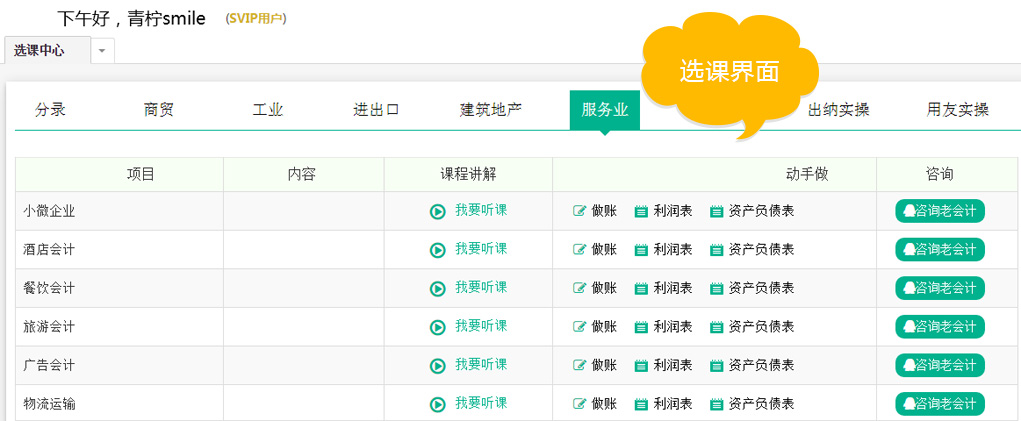 下午好，青柠smile (SVIP用户)
选课中心
选课界面
分录 商贸 工业 进出口 建筑地产 服务业 出纳实操 用友实操
项目 内容 课程讲解 动手做 咨询
小微企业 我要听课 做账 利润表 资产负债表 咨询老会计
酒店会计 我要听课 做账 利润表 资产负债表 咨询老会计
餐饮会计 我要听课 做账 利润表 资产负债表 咨询老会计
旅游会计 我要听课 做账 利润表 资产负债表 咨询老会计
广告会计 我要听课 做账 利润表 资产负债表 咨询老会计
物流运输 我要听课 做账 利润表 资产负债表 咨询老会计